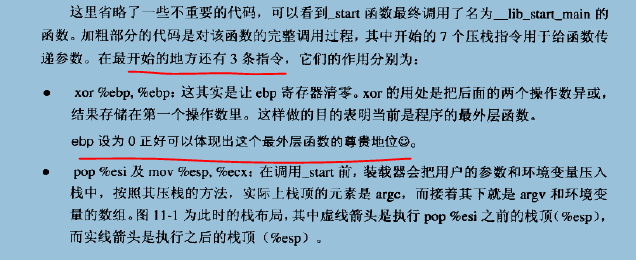 这里省略了一些不重要的代码，可以看到_start 函数最终调用了名为__lib_start_main 的
函数。加粗部分的代码是对该函数的完整调用过程，其中开始的 7 个压栈指令用于给函数传
递参数。在最开始的地方还有 3 条指令，它们的作用分别为：
● xor %ebp, %ebp：这其实是让 ebp 寄存器清零。xor 的用处是把后面的两个操作数异或，
结果存储在第一个操作数里。这样做的目的表明当前是程序的最外层函数。
ebp 设为 0 正好可以体现出这个最外层函数的尊贵地位☺。
● pop %esi 及 mov %esp, %ecx：在调用_start 前，装载器会把用户的参数和环境变量压入
栈中，按照其压栈的方法，实际上栈顶的元素是 argc，而接着其下就是 argv 和环境变
量的数组。图 11-1 为此时的栈布局，其中虚线箭头是执行 pop %esi 之前的栈顶（%esp），
而实线箭头是执行之后的栈顶（%esp）。